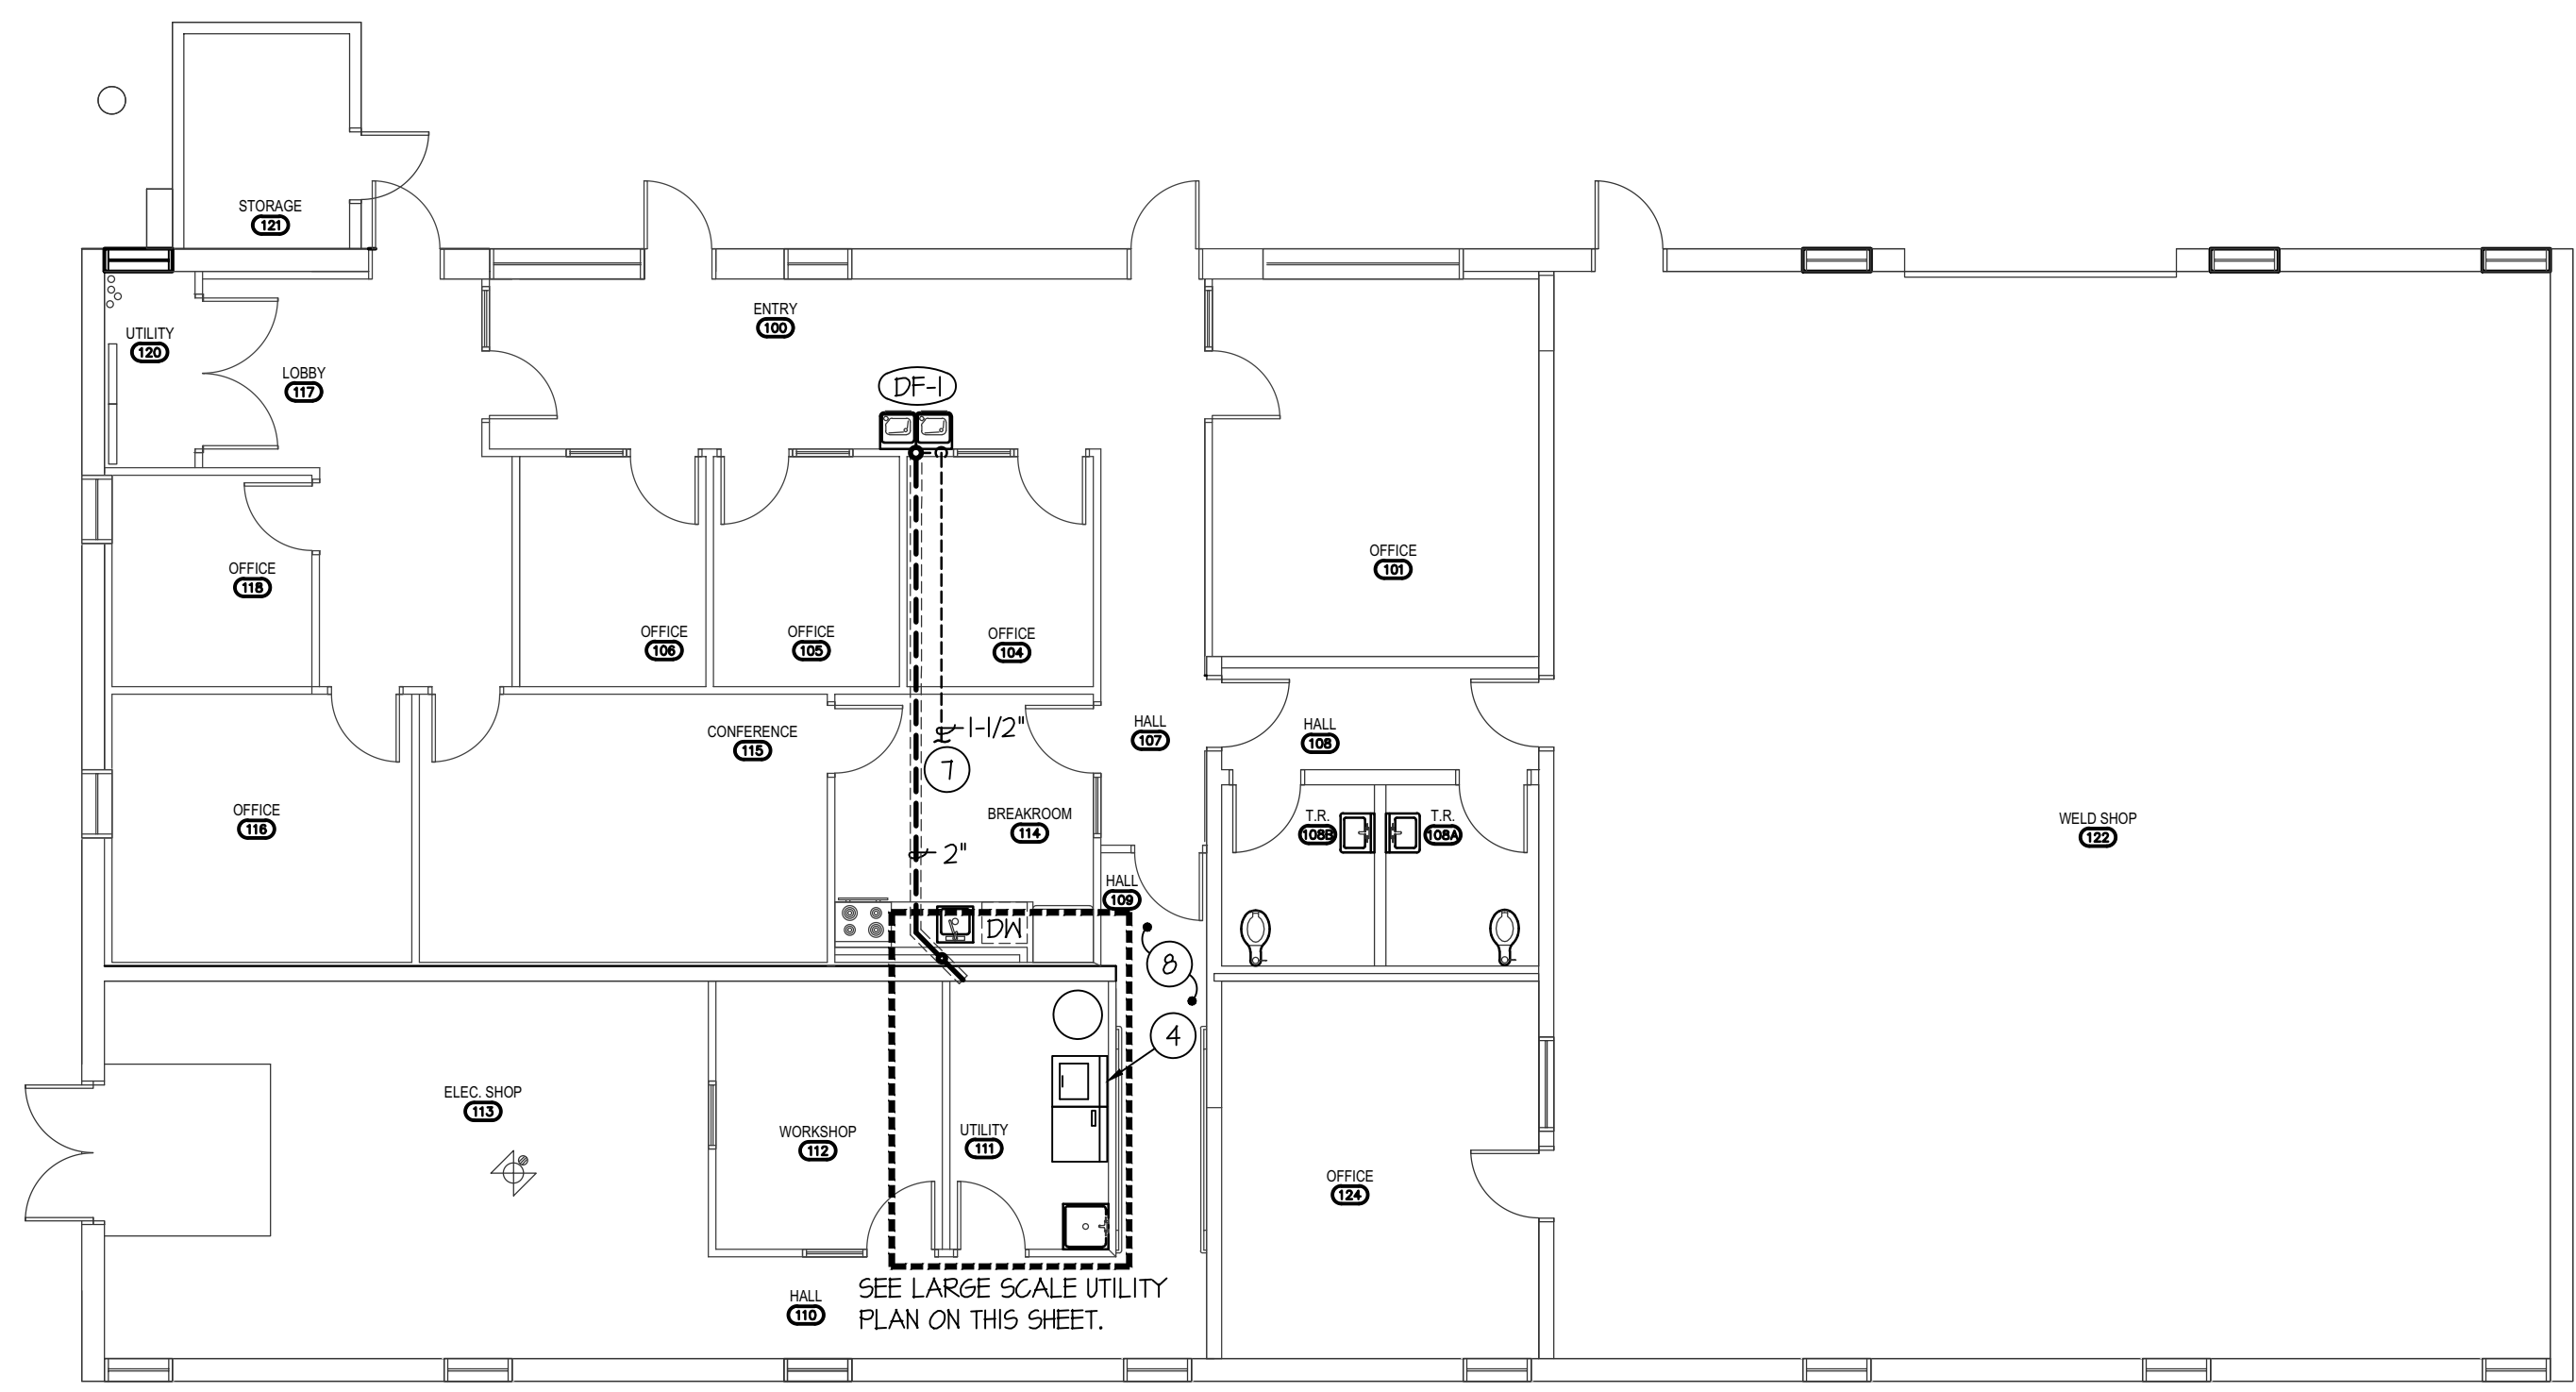 STORAGE
121
ENTRY
100
UTILITY
120
LOBBY
117
DF-1
OFFICE
101
OFFICE
118
OFFICE
106
OFFICE
105
OFFICE
104
CONFERENCE
115
1-1/2"
7
HALL
107
HALL
108
OFFICE
116
BREAKROOM
114
T.R.
108B
T.R.
108A
WELD SHOP
122
2"
HALL
109
DW
8
4
ELEC. SHOP
113
WORKSHOP
112
UTILITY
111
OFFICE
124
HALL
110
SEE LARGE SCALE UTILITY
PLAN ON THIS SHEET.